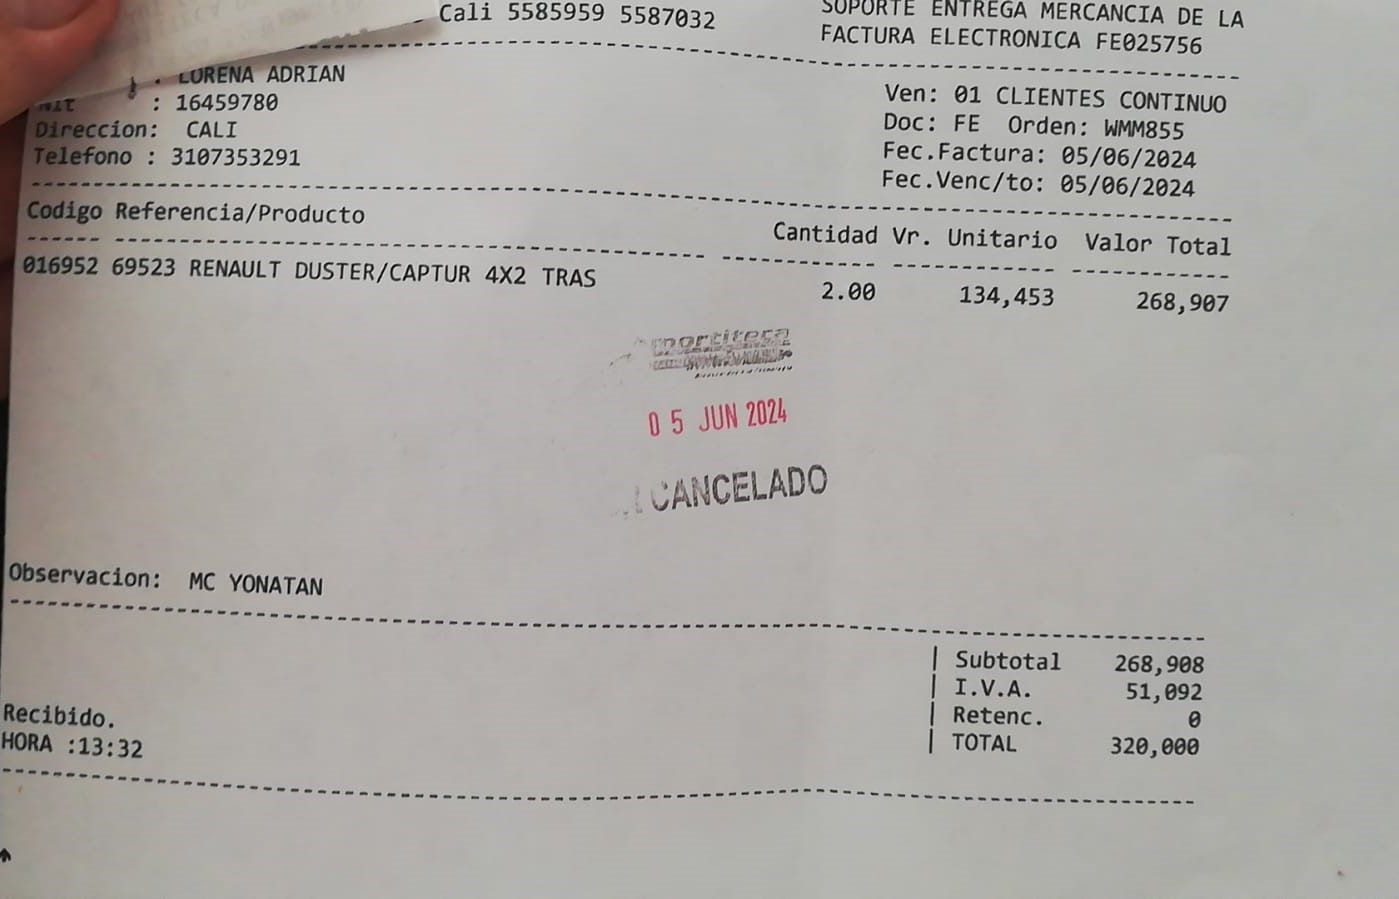 Cali 5585959 5587032
SOPORTE ENTREGA MERCANCIA DE LA
FACTURA ELECTRONICA FE025756
: LORENA ADRIAN
Nit : 16459780
Direccion: CALI
Telefono : 3107353291
Ven: 01 CLIENTES CONTINUO
Doc: FE Orden: WMM855
Fec.Factura: 05/06/2024
Fec.Venc/to: 05/06/2024
Codigo Referencia/Producto Cantidad Vr. Unitario Valor Total
016952 69523 RENAULT DUSTER/CAPTUR 4X2 TRAS 2.00 134,453 268,907
05 JUN 2024
CANCELADO
Observacion: MC YONATAN
Subtotal 268,908
I.V.A. 51,092
Retenc. 0
TOTAL 320,000
Recibido.
HORA :13:32